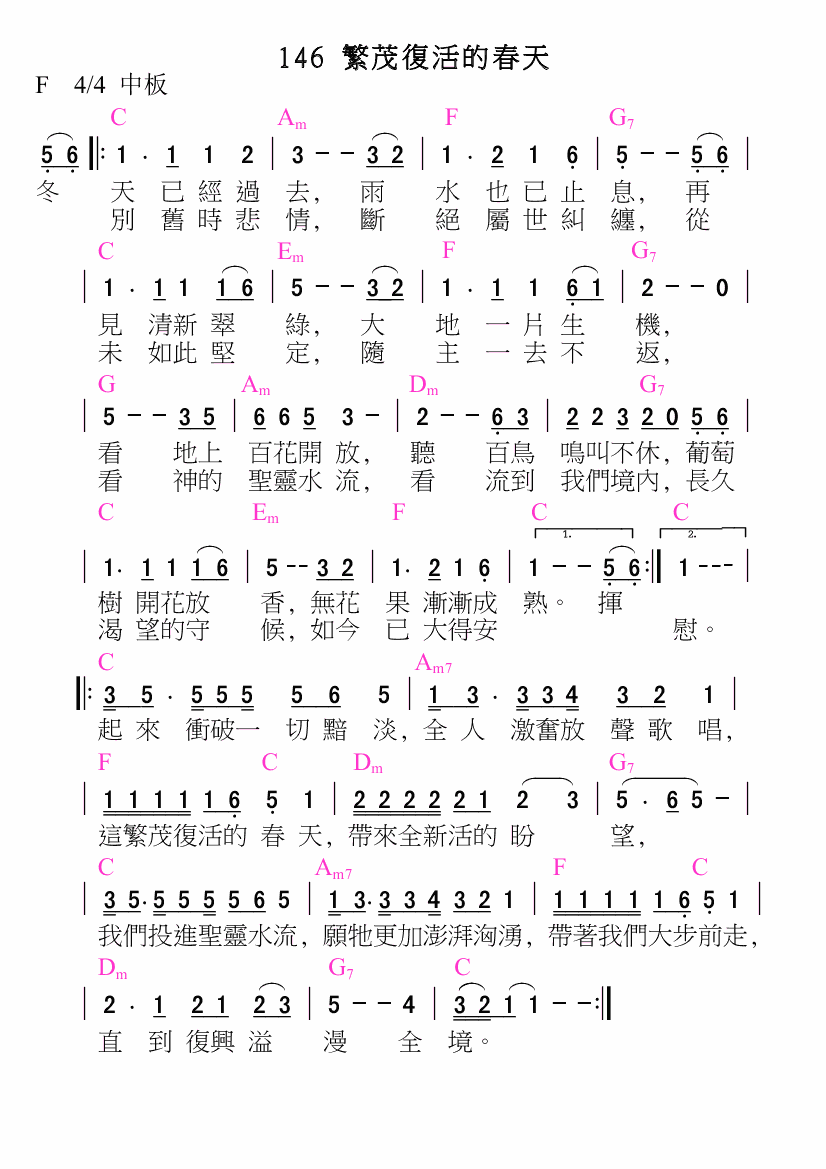 146 繁茂復活的春天
F 4/4 中板
C Am F G7
5 6 1 . 1 1 2 | 3 - - 3 2 | 1 . 2 1 6 | 5 - - 5 6 |
冬 天 已 經 過 去, 雨 水 也 已 止 息, 再
別 舊 時 悲 情, 斷 絕 屬 世 糾 纏, 從
C Em F G7
| 1 . 1 1 1 6 | 5 - - 3 2 | 1 . 1 1 6 1 | 2 - - 0 |
見 清新 翠 綠, 大 地 一 片 生 機,
未 如此 堅 定, 隨 主 一 去 不 返,
G Am Dm G7
| 5 - - 3 5 | 6 6 5 3 - | 2 - - 6 3 | 2 2 3 2 0 5 6 |
看 地上 百花開 放, 聽 百鳥 鳴叫不休, 葡萄
看 神的 聖靈水 流, 看 流到 我們境內, 長久
C Em F C C
1. 2.
| 1. 1 1 1 6 | 5 - - 3 2 | 1. 2 1 6 | 1 - - 5 6 :| 1 - - - |
樹 開花放 香, 無花 果 漸漸成 熟。 揮
渴 望的守 候, 如今 已 大得安 慰。
C Am7
|: 3 5 . 5 5 5 5 6 5 | 1 3 . 3 3 4 3 2 1 |
起 來 衝破一 切 黯 淡, 全 人 激奮放 聲 歌 唱,
F C Dm G7
| 1 1 1 1 1 6 5 1 | 2 2 2 2 2 1 2 3 | 5 . 6 5 - |
這繁茂復活的 春 天, 帶來全新活的 盼 望,
C Am7 F C
| 3 5. 5 5 5 5 6 5 | 1 3. 3 3 4 3 2 1 | 1 1 1 1 1 6 5 1 |
我們投進聖靈水流, 願牠更加澎湃洶湧, 帶著我們大步前走,
Dm G7 C
| 2 . 1 2 1 2 3 | 5 - - 4 | 3 2 1 1 - - :|
直 到 復興 溢 漫 全 境。